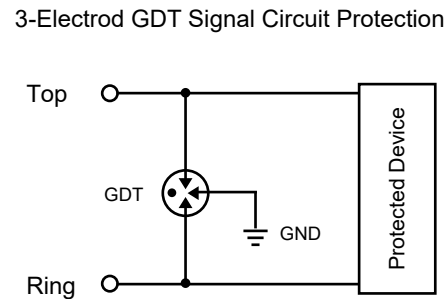 3-Electrod GDT Signal Circuit Protection
Top
Protected Device
GDT
GND
Ring